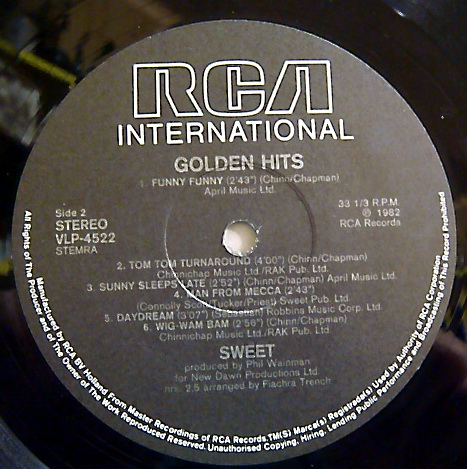 RCA
INTERNATIONAL
GOLDEN HITS
1. FUNNY FUNNY (2'43") (Chinn/Chapman)
April Music Ltd.
Side 2
STEREO
VLP-4522
STEMRA
33 1/3 R.P.M.
℗ 1982
RCA Records
2. TOM TOM TURNAROUND (4'00") (Chinn/Chapman)
Chinnichap Music Ltd./RAK Pub. Ltd.
3. SUNNY SLEEPS LATE (2'52") (Chinn/Chapman) April Music Ltd.
4. MAN FROM MECCA (2'43")
(Connolly Scott/Tucker/Priest) Sweet Pub. Ltd.
5. DAYDREAM (3'07") (Sebastian) Robbins Music Corp. Ltd.
6. WIG-WAM BAM (2'56") (Chinn/Chapman)
Chinnichap Music Ltd./RAK Pub. Ltd.
SWEET
produced by Phil Wainman
for New Dawn Productions Ltd.
nrs. 2,5 arranged by Fiachra Trench
Manufactured by RCA BV Holland From Master Recordings of RCA Records.TM(S) Marca(s) Registrada(s) Used by Authority of RCA Corporation
All Rights of The Producer and of The Owner of The Work Reproduced Reserved. Unauthorised Copying, Hiring, Lending Public Performance and Bobdcasting of This Record Prohibited